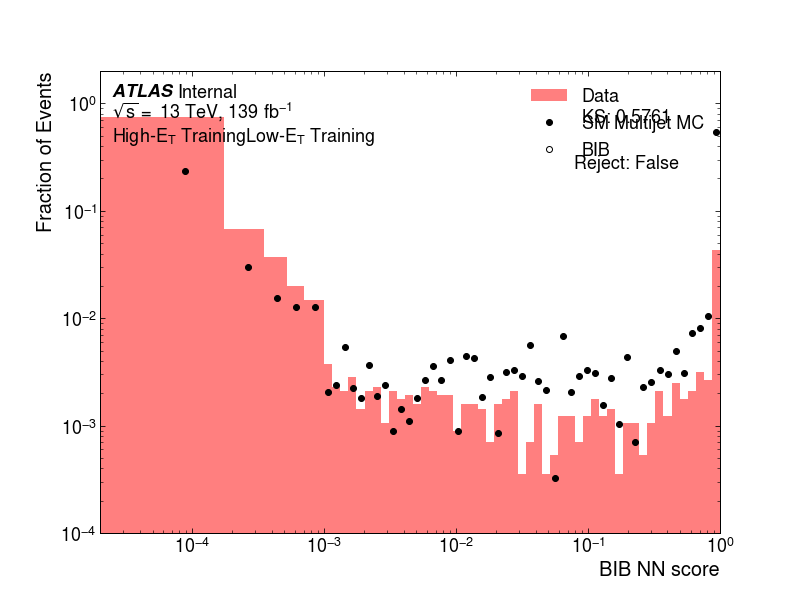 ATLAS Internal
√s = 13 TeV, 139 fb⁻¹
High-E_T TrainingLow-E_T Training
Data
KS: 0.5761
SM Multijet MC
BIB
Reject: False
Fraction of Events
10⁰
10⁻¹
10⁻²
10⁻³
10⁻⁴
10⁻⁴ 10⁻³ 10⁻² 10⁻¹ 10⁰
BIB NN score